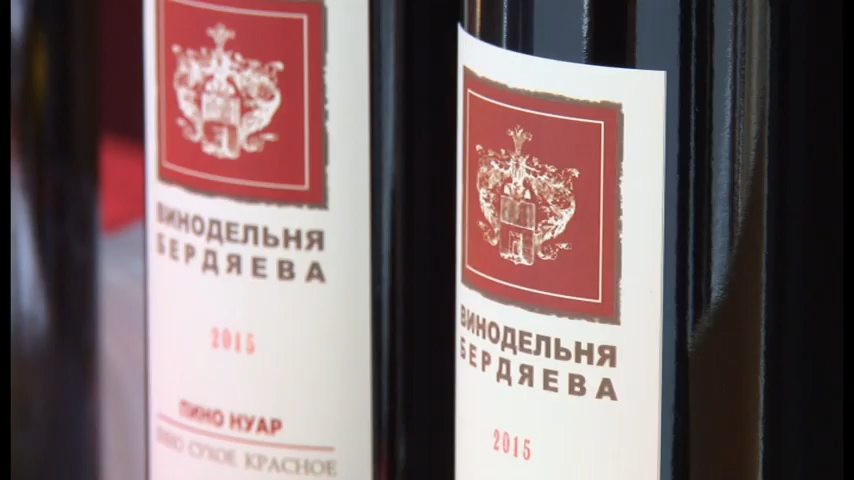 ВИНОДЕЛЬНЯ
БЕРДЯЕВА
2015
ПИНО НУАР
ВИНО СУХОЕ КРАСНОЕ
ВИНОДЕЛЬНЯ
БЕРДЯЕВА
2015